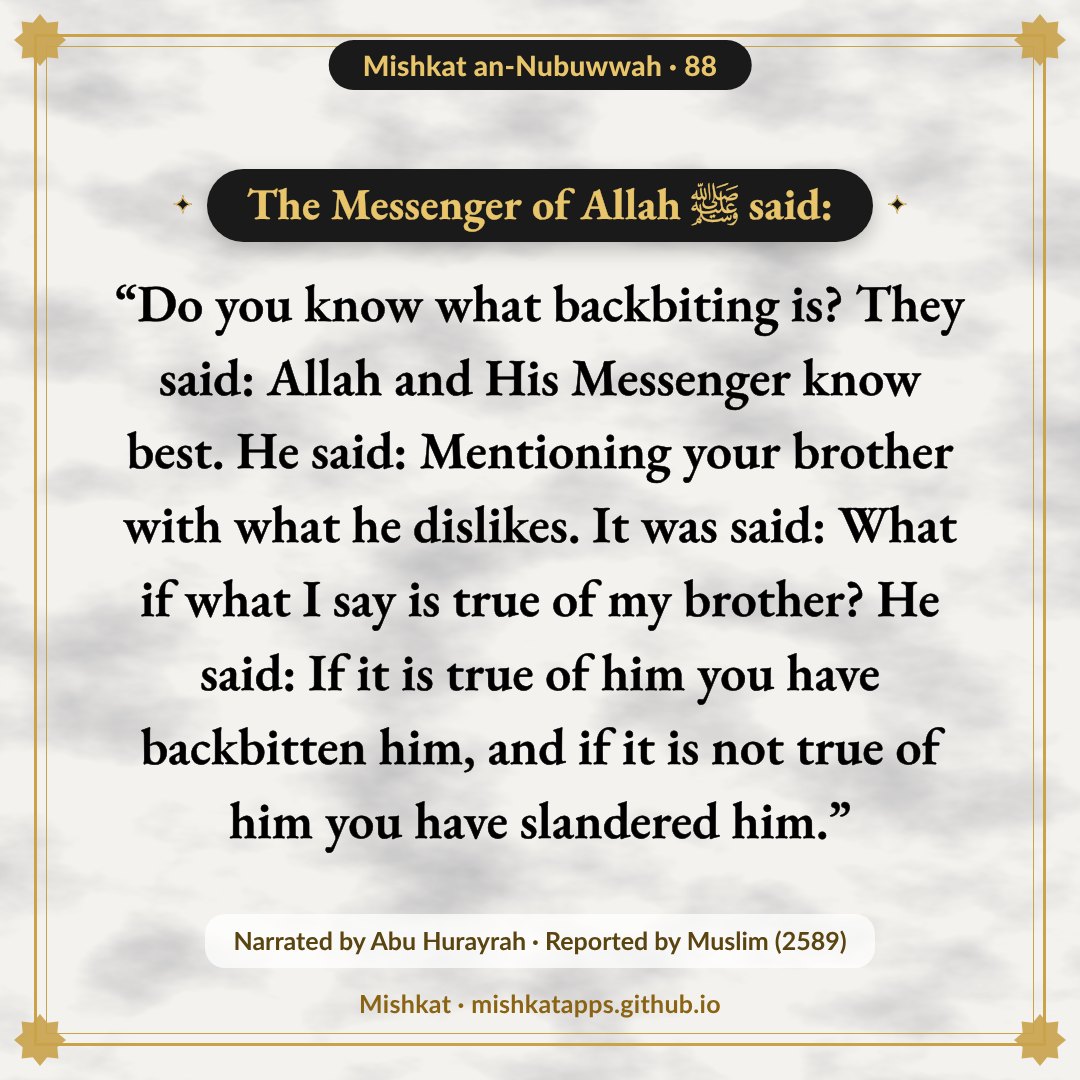 Mishkat an-Nubuwwah · 88
The Messenger of Allah ﷺ said:
“Do you know what backbiting is? They
said: Allah and His Messenger know
best. He said: Mentioning your brother
with what he dislikes. It was said: What
if what I say is true of my brother? He
said: If it is true of him you have
backbitten him, and if it is not true of
him you have slandered him.”
Narrated by Abu Hurayrah · Reported by Muslim (2589)
Mishkat · mishkatapps.github.io